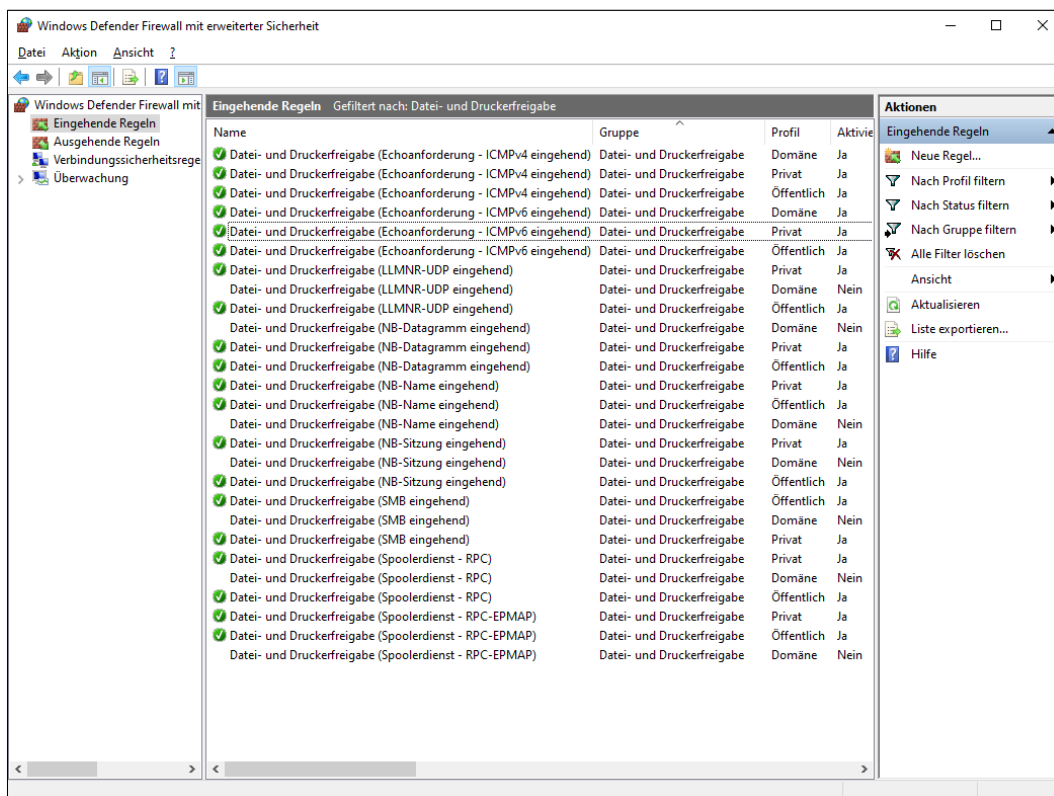 Windows Defender Firewall mit erweiterter Sicherheit
Datei Aktion Ansicht ?
Windows Defender Firewall mit
Eingehende Regeln
Ausgehende Regeln
Verbindungssicherheitsrege
Überwachung
Eingehende Regeln Gefiltert nach: Datei- und Druckerfreigabe
Name Gruppe Profil Aktivie
Datei- und Druckerfreigabe (Echoanforderung - ICMPv4 eingehend) Datei- und Druckerfreigabe Domäne Ja
Datei- und Druckerfreigabe (Echoanforderung - ICMPv4 eingehend) Datei- und Druckerfreigabe Privat Ja
Datei- und Druckerfreigabe (Echoanforderung - ICMPv4 eingehend) Datei- und Druckerfreigabe Öffentlich Ja
Datei- und Druckerfreigabe (Echoanforderung - ICMPv6 eingehend) Datei- und Druckerfreigabe Domäne Ja
Datei- und Druckerfreigabe (Echoanforderung - ICMPv6 eingehend) Datei- und Druckerfreigabe Privat Ja
Datei- und Druckerfreigabe (Echoanforderung - ICMPv6 eingehend) Datei- und Druckerfreigabe Öffentlich Ja
Datei- und Druckerfreigabe (LLMNR-UDP eingehend) Datei- und Druckerfreigabe Privat Ja
Datei- und Druckerfreigabe (LLMNR-UDP eingehend) Datei- und Druckerfreigabe Domäne Nein
Datei- und Druckerfreigabe (LLMNR-UDP eingehend) Datei- und Druckerfreigabe Öffentlich Ja
Datei- und Druckerfreigabe (NB-Datagramm eingehend) Datei- und Druckerfreigabe Domäne Nein
Datei- und Druckerfreigabe (NB-Datagramm eingehend) Datei- und Druckerfreigabe Privat Ja
Datei- und Druckerfreigabe (NB-Datagramm eingehend) Datei- und Druckerfreigabe Öffentlich Ja
Datei- und Druckerfreigabe (NB-Name eingehend) Datei- und Druckerfreigabe Privat Ja
Datei- und Druckerfreigabe (NB-Name eingehend) Datei- und Druckerfreigabe Öffentlich Ja
Datei- und Druckerfreigabe (NB-Name eingehend) Datei- und Druckerfreigabe Domäne Nein
Datei- und Druckerfreigabe (NB-Sitzung eingehend) Datei- und Druckerfreigabe Privat Ja
Datei- und Druckerfreigabe (NB-Sitzung eingehend) Datei- und Druckerfreigabe Domäne Nein
Datei- und Druckerfreigabe (NB-Sitzung eingehend) Datei- und Druckerfreigabe Öffentlich Ja
Datei- und Druckerfreigabe (SMB eingehend) Datei- und Druckerfreigabe Öffentlich Ja
Datei- und Druckerfreigabe (SMB eingehend) Datei- und Druckerfreigabe Domäne Nein
Datei- und Druckerfreigabe (SMB eingehend) Datei- und Druckerfreigabe Privat Ja
Datei- und Druckerfreigabe (Spoolerdienst - RPC) Datei- und Druckerfreigabe Privat Ja
Datei- und Druckerfreigabe (Spoolerdienst - RPC) Datei- und Druckerfreigabe Domäne Nein
Datei- und Druckerfreigabe (Spoolerdienst - RPC) Datei- und Druckerfreigabe Öffentlich Ja
Datei- und Druckerfreigabe (Spoolerdienst - RPC-EPMAP) Datei- und Druckerfreigabe Privat Ja
Datei- und Druckerfreigabe (Spoolerdienst - RPC-EPMAP) Datei- und Druckerfreigabe Öffentlich Ja
Datei- und Druckerfreigabe (Spoolerdienst - RPC-EPMAP) Datei- und Druckerfreigabe Domäne Nein
Aktionen
Eingehende Regeln
Neue Regel...
Nach Profil filtern
Nach Status filtern
Nach Gruppe filtern
Alle Filter löschen
Ansicht
Aktualisieren
Liste exportieren...
Hilfe